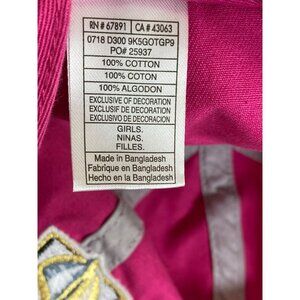 RN # 67891 CA # 43063
0718 D300 9K5GOTGP9
PO# 25937
100% COTTON
100% COTON
100% ALGODON
EXCLUSIVE OF DECORATION
EXCLUSIF DE DECORATION
EXCLUSIVO DE DECORACION
GIRLS.
NINAS.
FILLES.
Made in Bangladesh
Fabrique en Bangladesh
Hecho en la Bangladesh